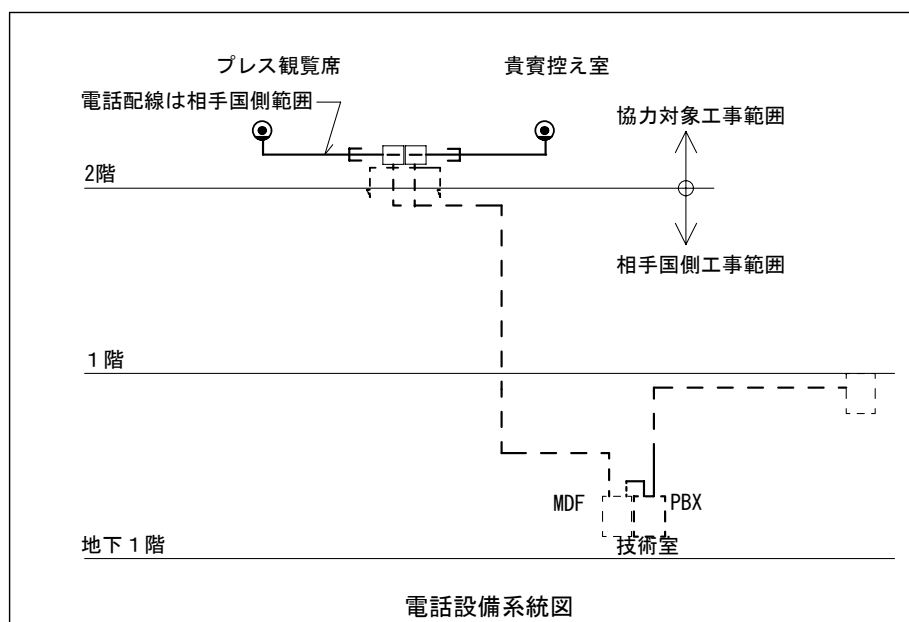 プレス観覧席
貴賓控え室
電話配線は相手国側範囲
協力対象工事範囲
2階
相手国側工事範囲
1階
MDF
PBX
地下1階
技術室
電話設備系統図